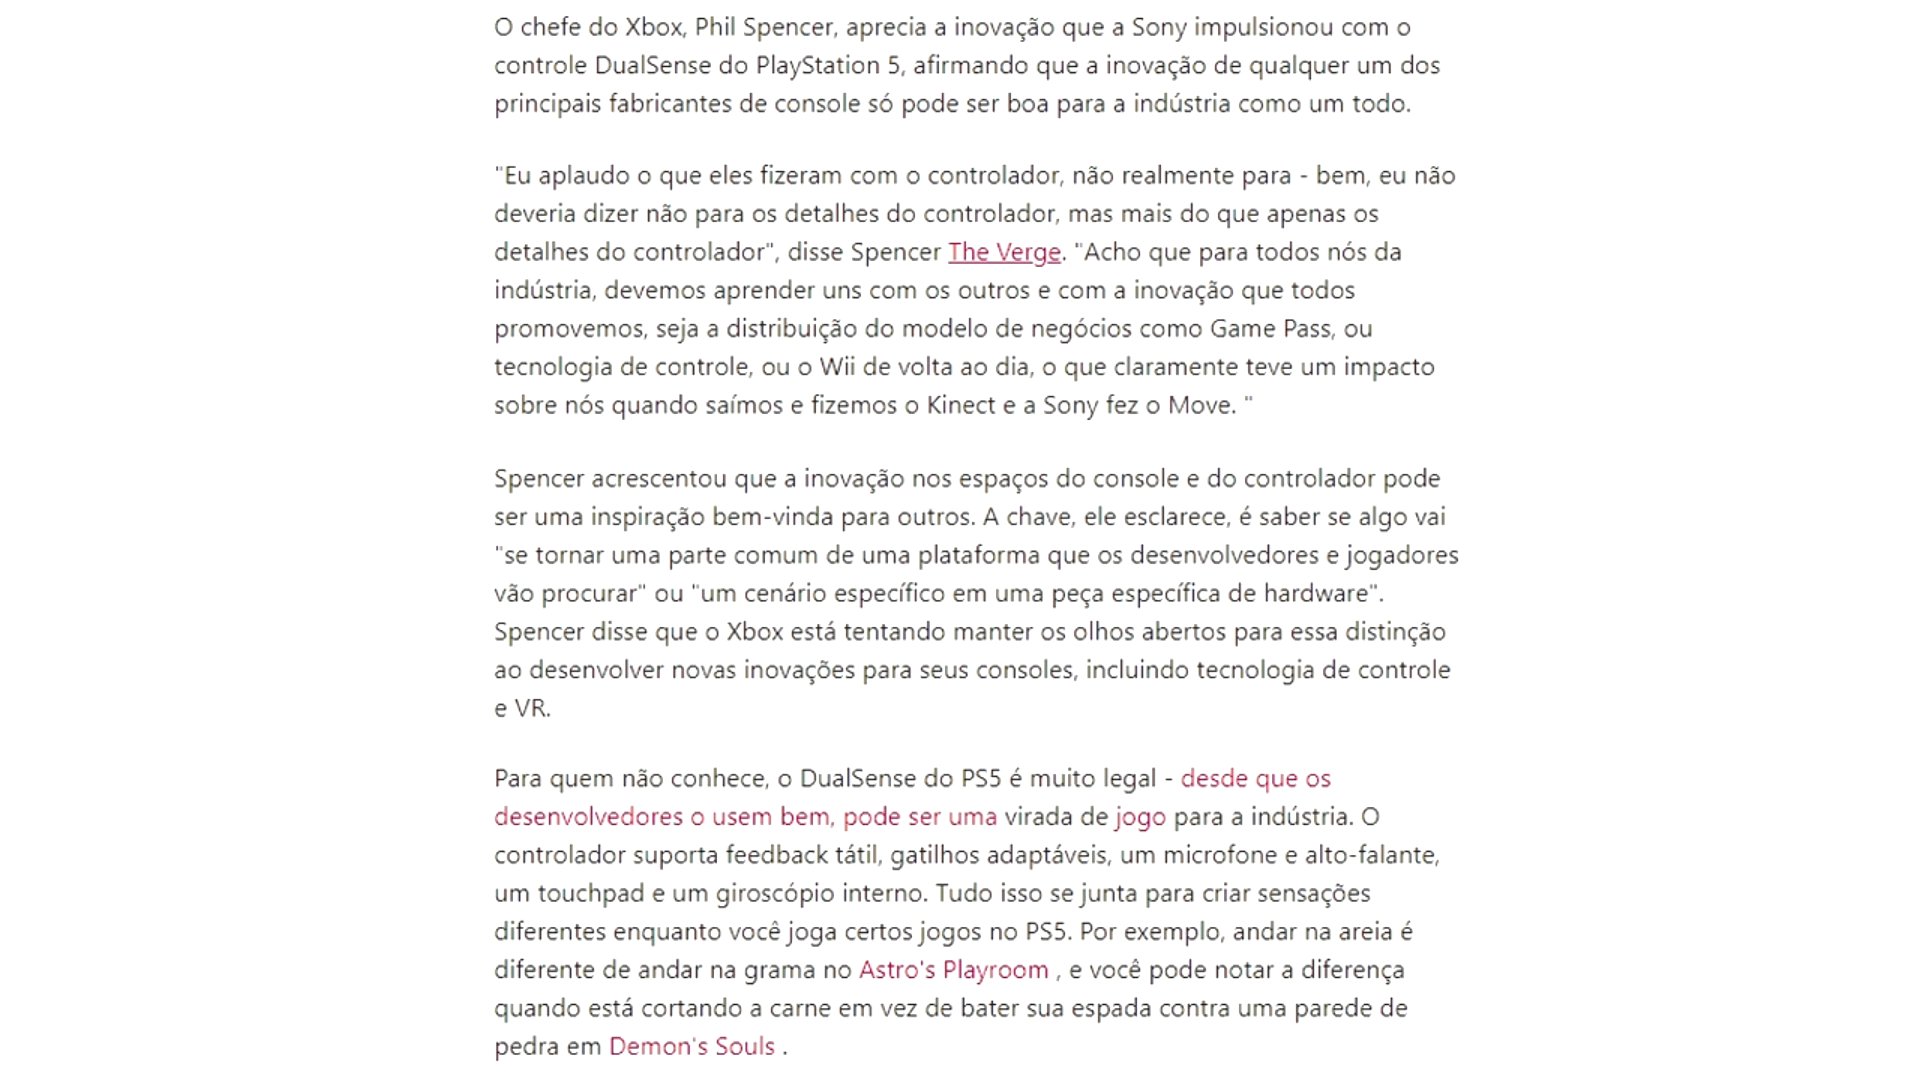 O chefe do Xbox, Phil Spencer, aprecia a inovação que a Sony impulsionou com o
controle DualSense do PlayStation 5, afirmando que a inovação de qualquer um dos
principais fabricantes de console só pode ser boa para a indústria como um todo.
"Eu aplaudo o que eles fizeram com o controlador, não realmente para - bem, eu não
deveria dizer não para os detalhes do controlador, mas mais do que apenas os
detalhes do controlador", disse Spencer The Verge. "Acho que para todos nós da
indústria, devemos aprender uns com os outros e com a inovação que todos
promovemos, seja a distribuição do modelo de negócios como Game Pass, ou
tecnologia de controle, ou o Wii de volta ao dia, o que claramente teve um impacto
sobre nós quando saímos e fizemos o Kinect e a Sony fez o Move. "
Spencer acrescentou que a inovação nos espaços do console e do controlador pode
ser uma inspiração bem-vinda para outros. A chave, ele esclarece, é saber se algo vai
"se tornar uma parte comum de uma plataforma que os desenvolvedores e jogadores
vão procurar" ou "um cenário específico em uma peça específica de hardware".
Spencer disse que o Xbox está tentando manter os olhos abertos para essa distinção
ao desenvolver novas inovações para seus consoles, incluindo tecnologia de controle
e VR.
Para quem não conhece, o DualSense do PS5 é muito legal - desde que os
desenvolvedores o usem bem, pode ser uma virada de jogo para a indústria. O
controlador suporta feedback tátil, gatilhos adaptáveis, um microfone e alto-falante,
um touchpad e um giroscópio interno. Tudo isso se junta para criar sensações
diferentes enquanto você joga certos jogos no PS5. Por exemplo, andar na areia é
diferente de andar na grama no Astro's Playroom , e você pode notar a diferença
quando está cortando a carne em vez de bater sua espada contra uma parede de
pedra em Demon's Souls .